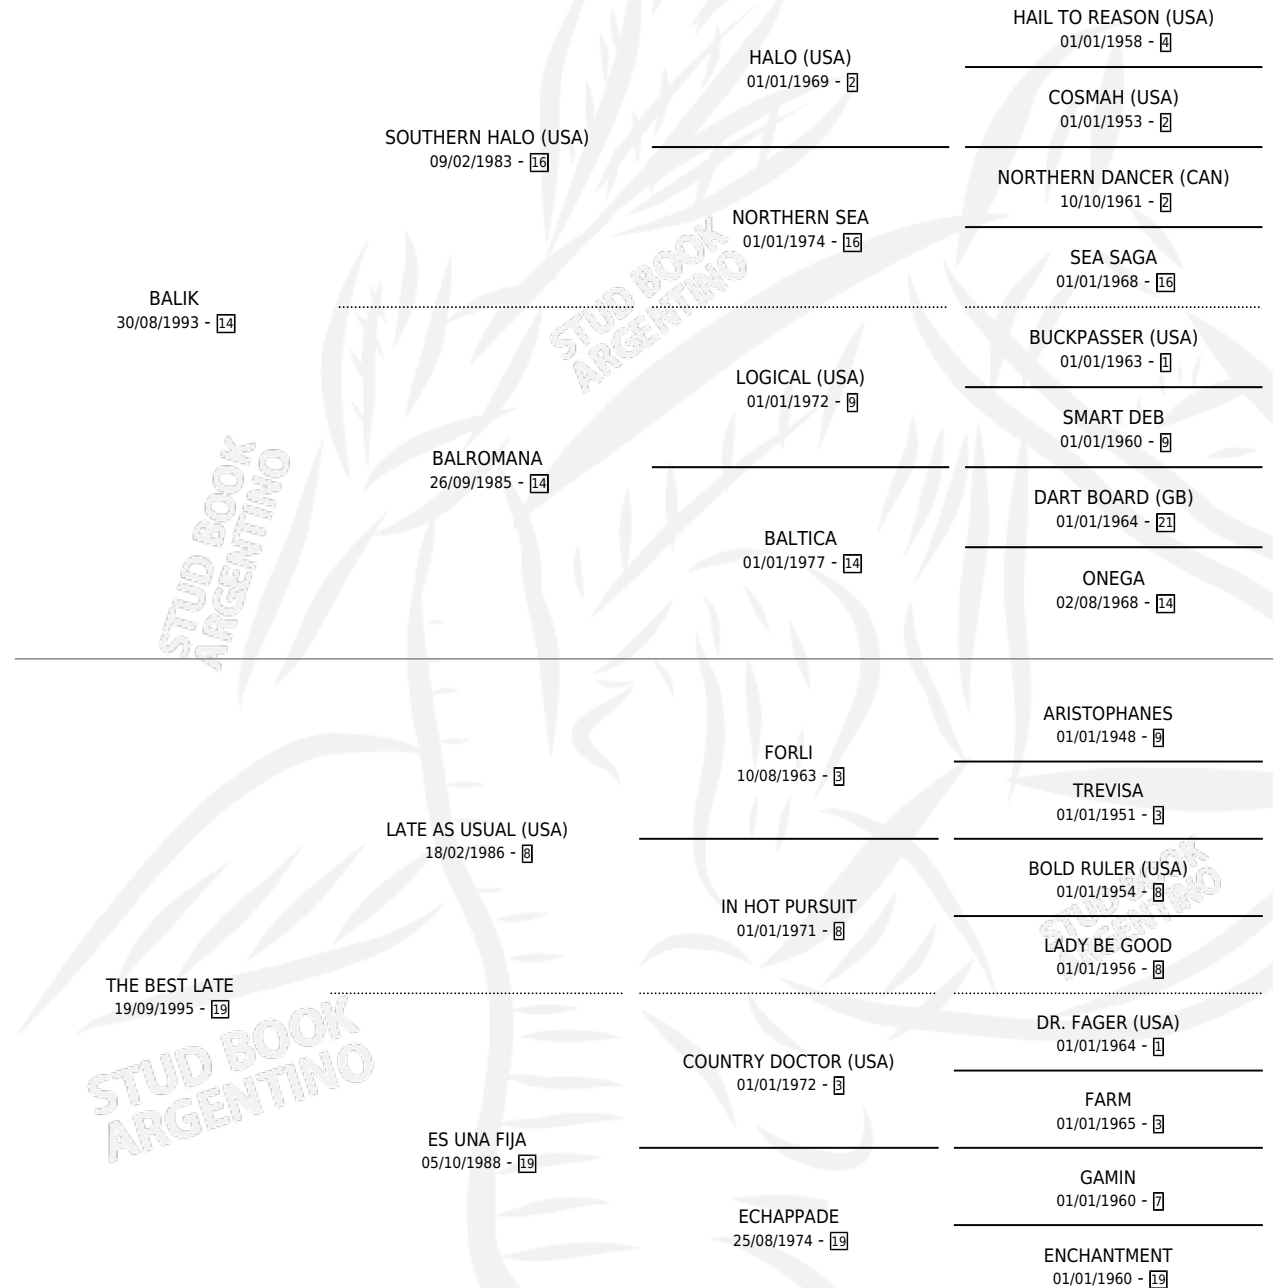 HAIL TO REASON (USA)
01/01/1958 - 4
HALO (USA)
01/01/1969 - 2
COSMAH (USA)
01/01/1953 - 2
SOUTHERN HALO (USA)
09/02/1983 - 16
NORTHERN DANCER (CAN)
10/10/1961 - 2
NORTHERN SEA
01/01/1974 - 16
SEA SAGA
01/01/1968 - 16
BALIK
30/08/1993 - 14
BUCKPASSER (USA)
01/01/1963 - 1
LOGICAL (USA)
01/01/1972 - 9
SMART DEB
01/01/1960 - 9
BALROMANA
26/09/1985 - 14
DART BOARD (GB)
01/01/1964 - 21
BALTICA
01/01/1977 - 14
ONEGA
02/08/1968 - 14
ARISTOPHANES
01/01/1948 - 9
FORLI
10/08/1963 - 3
TREVISA
01/01/1951 - 3
LATE AS USUAL (USA)
18/02/1986 - 8
BOLD RULER (USA)
01/01/1954 - 8
IN HOT PURSUIT
01/01/1971 - 8
LADY BE GOOD
01/01/1956 - 8
THE BEST LATE
19/09/1995 - 19
DR. FAGER (USA)
01/01/1964 - 1
COUNTRY DOCTOR (USA)
01/01/1972 - 3
FARM
01/01/1965 - 3
ES UNA FIJA
05/10/1988 - 19
GAMIN
01/01/1960 - 7
ECHAPPADE
25/08/1974 - 19
ENCHANTMENT
01/01/1960 - 19
STUD BOOK
ARGENTINO
STUD BOOK
ARGENTINO
STUD BOOK
ARGENTINO
STUD BOOK
ARGENTINO